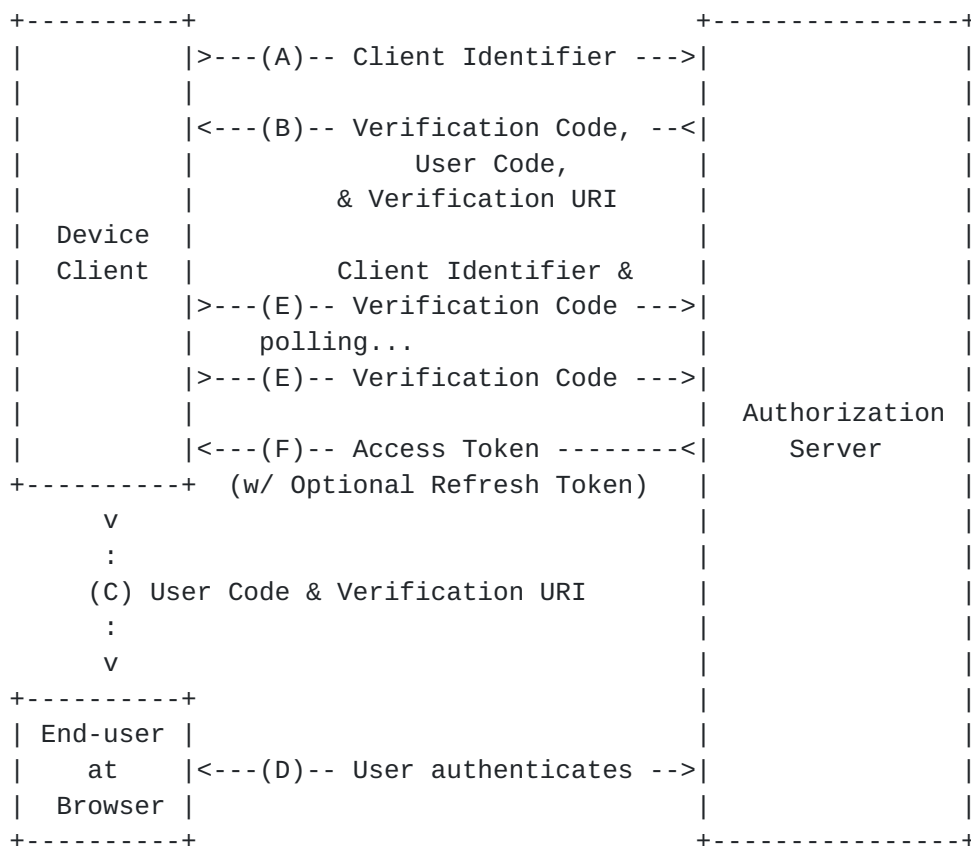 +----------+                                +----------------+
|          |>---(A)-- Client Identifier --->|                |
|          |                                |                |
|          |<---(B)-- Verification Code, --<|                |
|          |              User Code,        |                |
|          |         & Verification URI     |                |
|  Device  |                                |                |
|  Client  |         Client Identifier &    |                |
|          |>---(E)-- Verification Code --->|                |
|          |    polling...                  |                |
|          |>---(E)-- Verification Code --->|                |
|          |                                |  Authorization |
|          |<---(F)-- Access Token --------<|     Server     |
+----------+  (w/ Optional Refresh Token)   |                |
      v                                     |                |
      :                                     |                |
     (C) User Code & Verification URI       |                |
      :                                     |                |
      v                                     |                |
+----------+                                |                |
| End-user |                                |                |
|    at    |<---(D)-- User authenticates -->|                |
|  Browser |                                |                |
+----------+                                +----------------+